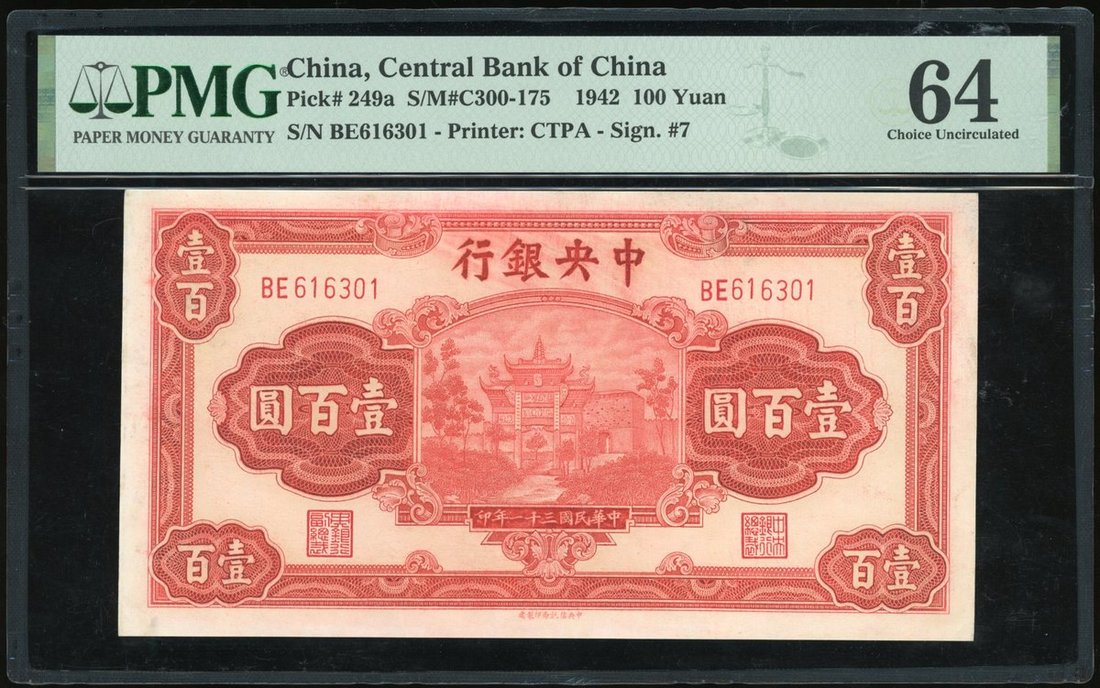 PMG®
PAPER MONEY GUARANTY
China, Central Bank of China
Pick# 249a S/M#C300-175 1942 100 Yuan
S/N BE616301 - Printer: CTPA - Sign. #7
64
Choice Uncirculated
行銀央中
壹百
壹百
BE616301
BE616301
圓百壹
圓百壹
印年一十三國民華中
百壹
百壹